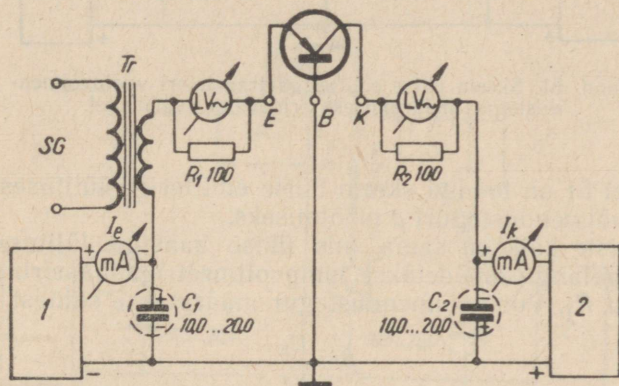 Tr
SG
LV~
E
B
K
LV~
R₁ 100
R₂ 100
Iₑ
Iₖ
+
mA
+
mA
-
1
+
-
C₁
10,0...20,0
-
+
C₂
10,0...20,0
2
-
+